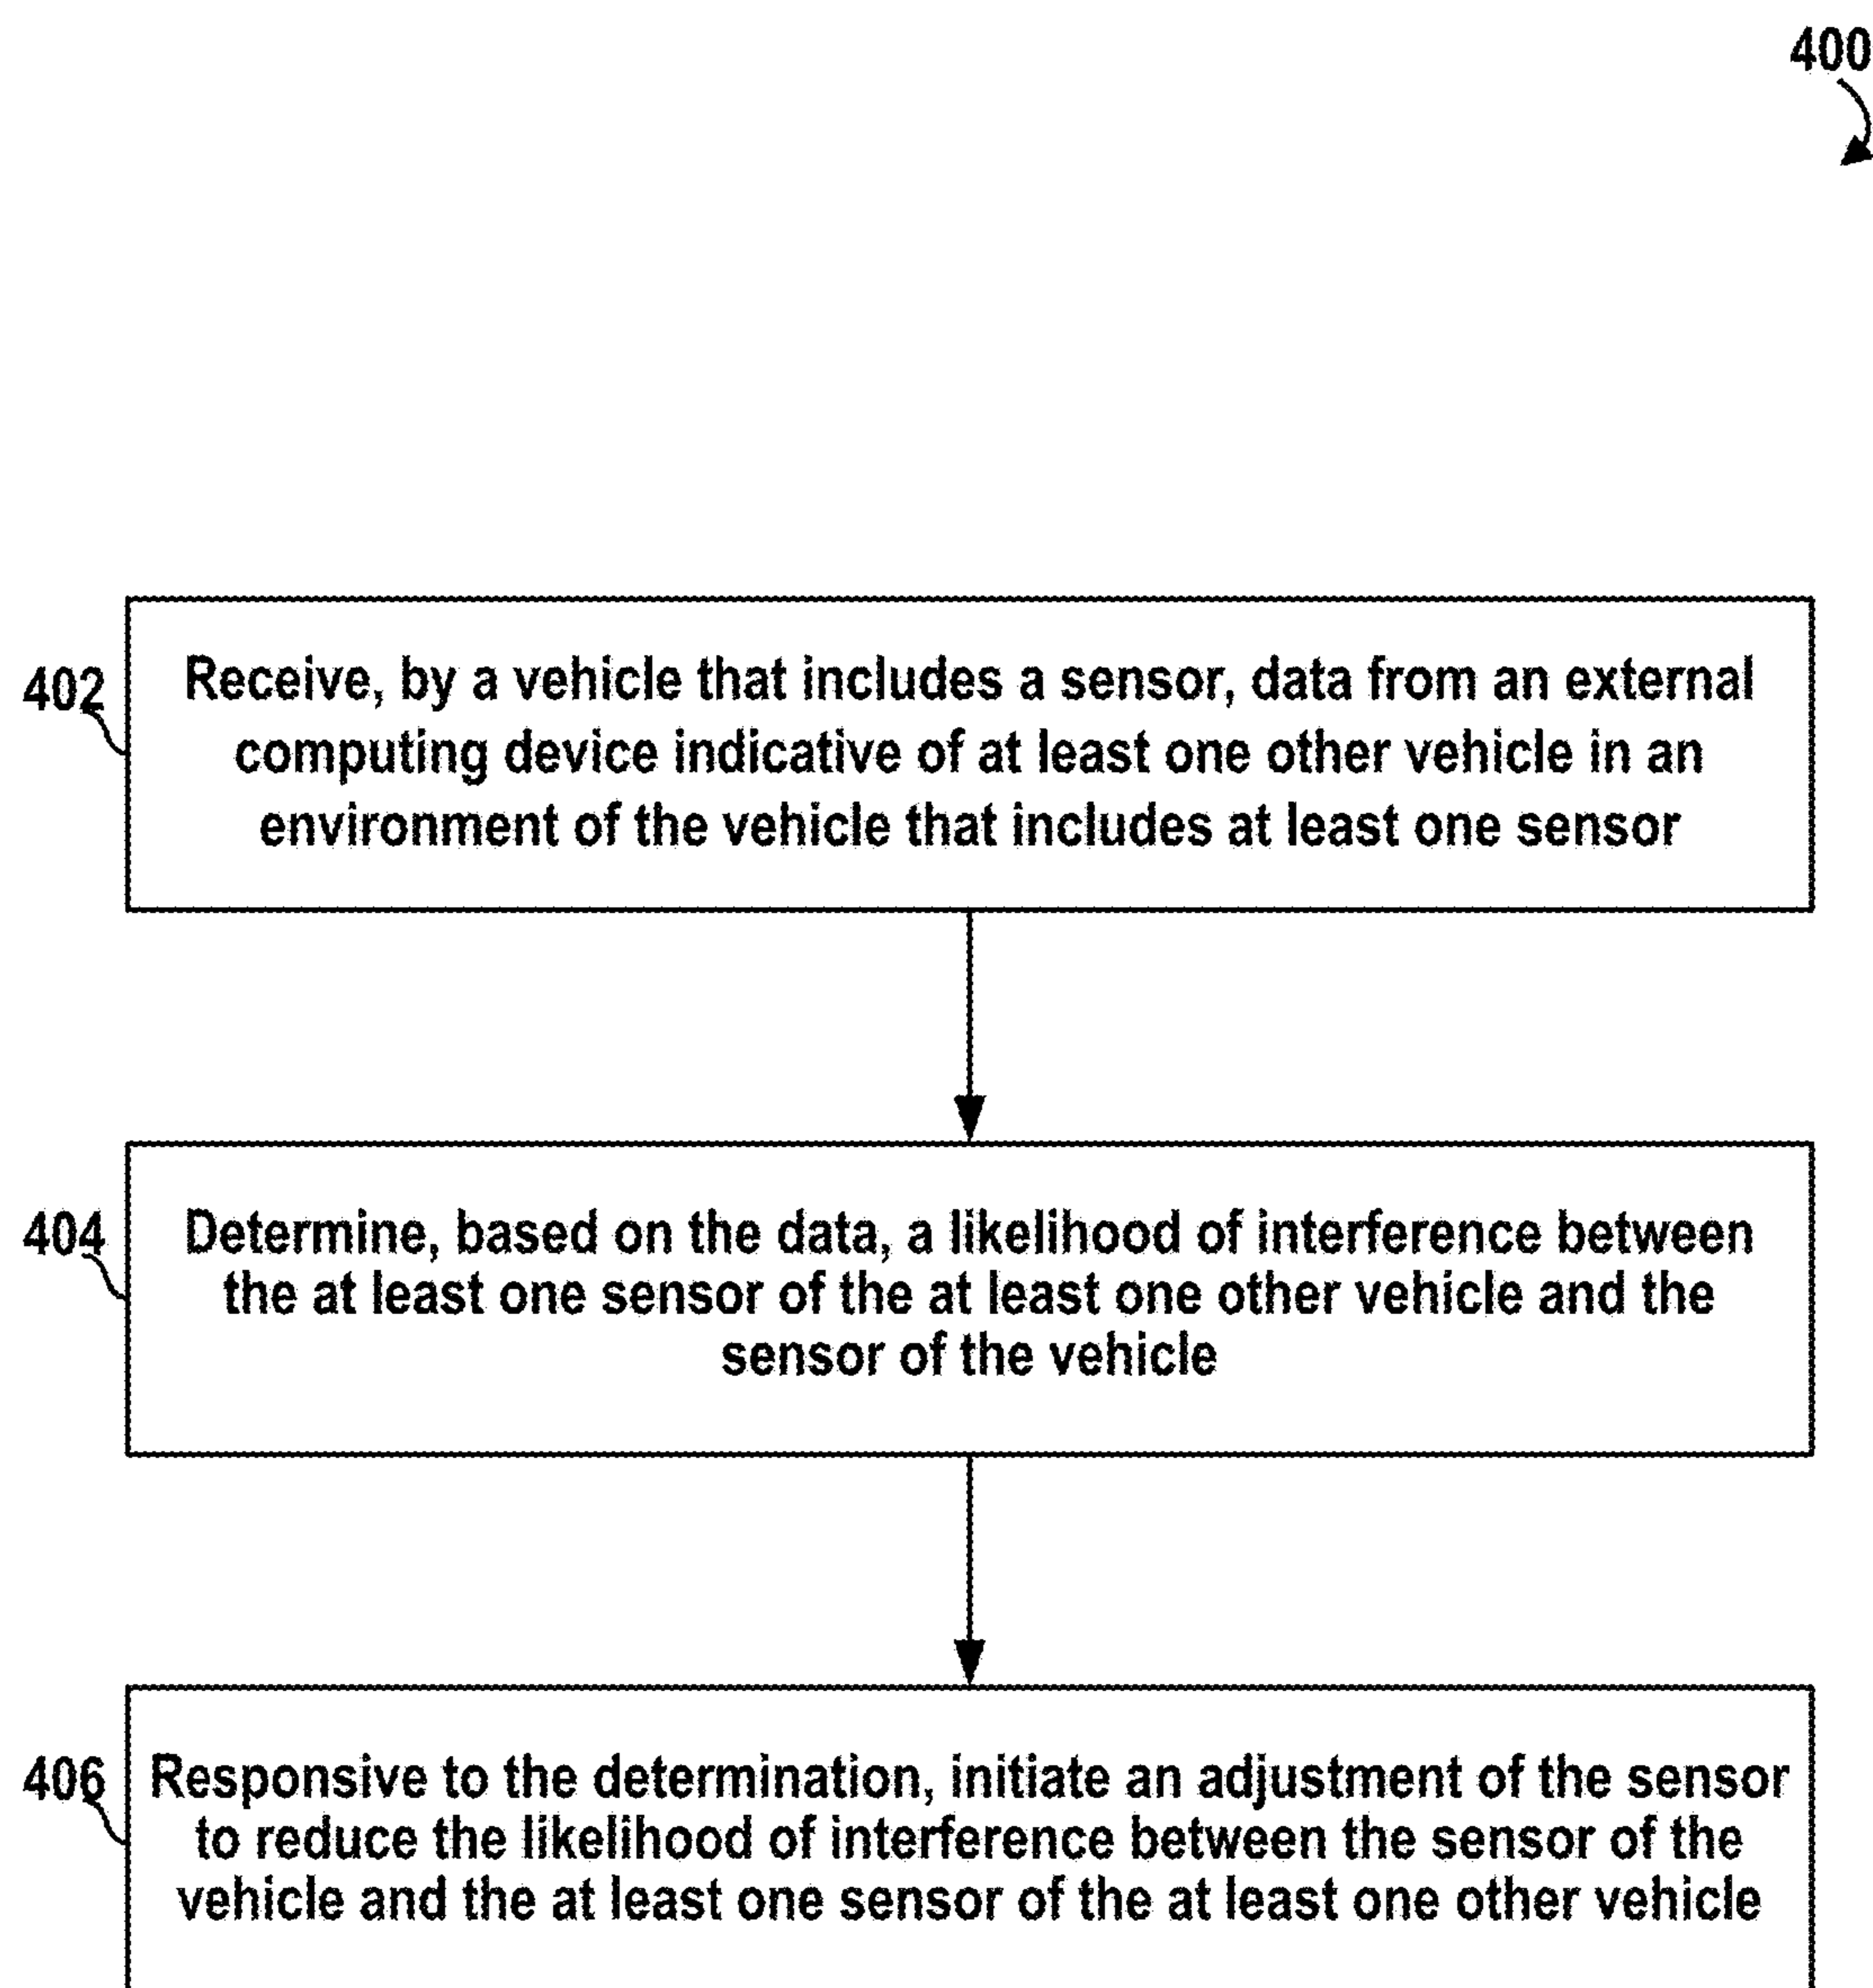 400
402
Receive, by a vehicle that includes a sensor, data from an external
computing device indicative of at least one other vehicle in an
environment of the vehicle that includes at least one sensor
404
Determine, based on the data, a likelihood of interference between
the at least one sensor of the at least one other vehicle and the
sensor of the vehicle
406
Responsive to the determination, initiate an adjustment of the sensor
to reduce the likelihood of interference between the sensor of the
vehicle and the at least one sensor of the at least one other vehicle